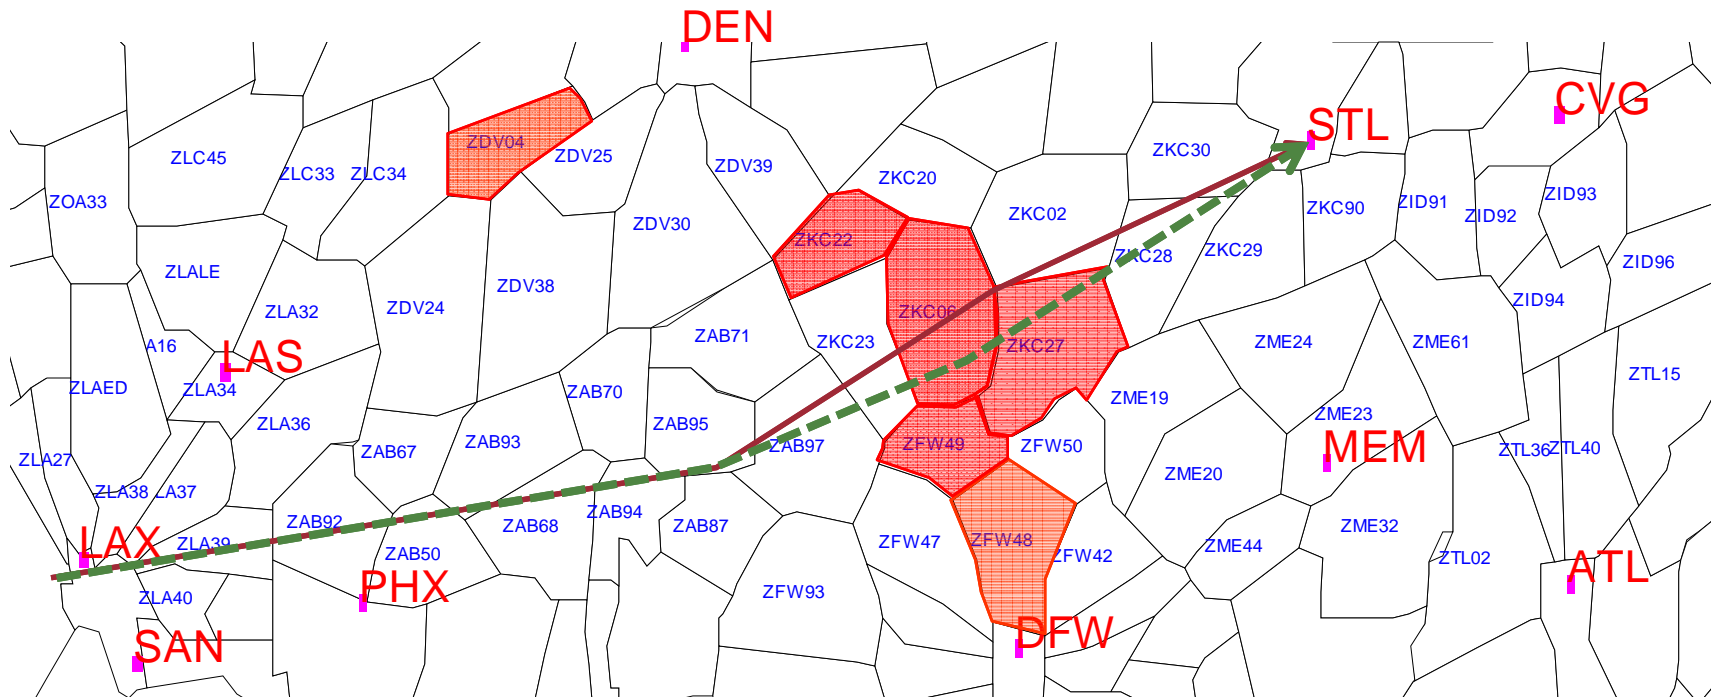 DEN
CVG
STL
ZDV04
ZLC45
ZDV25
ZKC30
ZDV39
ZLC33
ZLC34
ZKC20
ZOA33
ZKC02
ZKC90
ZID91
ZID92
ZID93
ZDV30
ZKC22
ZKC28
ZKC29
ZID96
ZLALE
ZDV38
ZID94
ZLA32
ZDV24
ZKC06
ZAB71
ZKC23
ZKC27
ZME24
ZME61
A16
LAS
ZLAED
ZLA34
ZAB70
ZTL15
ZME19
ZLA36
ZAB95
ZME23
ZAB93
ZAB67
ZAB97
ZFW49
ZFW50
MEM
ZTL36
ZTL40
ZLA27
ZME20
ZLA38
LA37
ZAB92
ZAB68
ZAB94
ZAB87
ZME32
LAX
ZLA39
ZAB50
ZFW47
ZFW48
ZFW42
ZME44
ZTL02
ATL
PHX
ZLA40
ZFW93
DFW
SAN